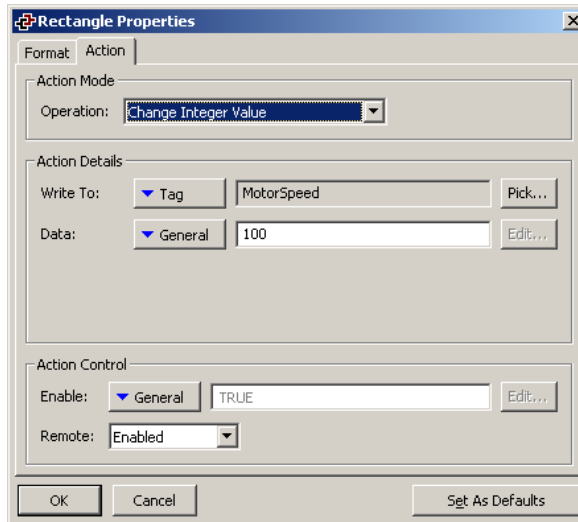 Rectangle Properties
Format Action
Action Mode
Operation: Change Integer Value
Action Details
Write To: Tag MotorSpeed Pick...
Data: General 100 Edit...
Action Control
Enable: General TRUE Edit...
Remote: Enabled
OK Cancel Set As Defaults